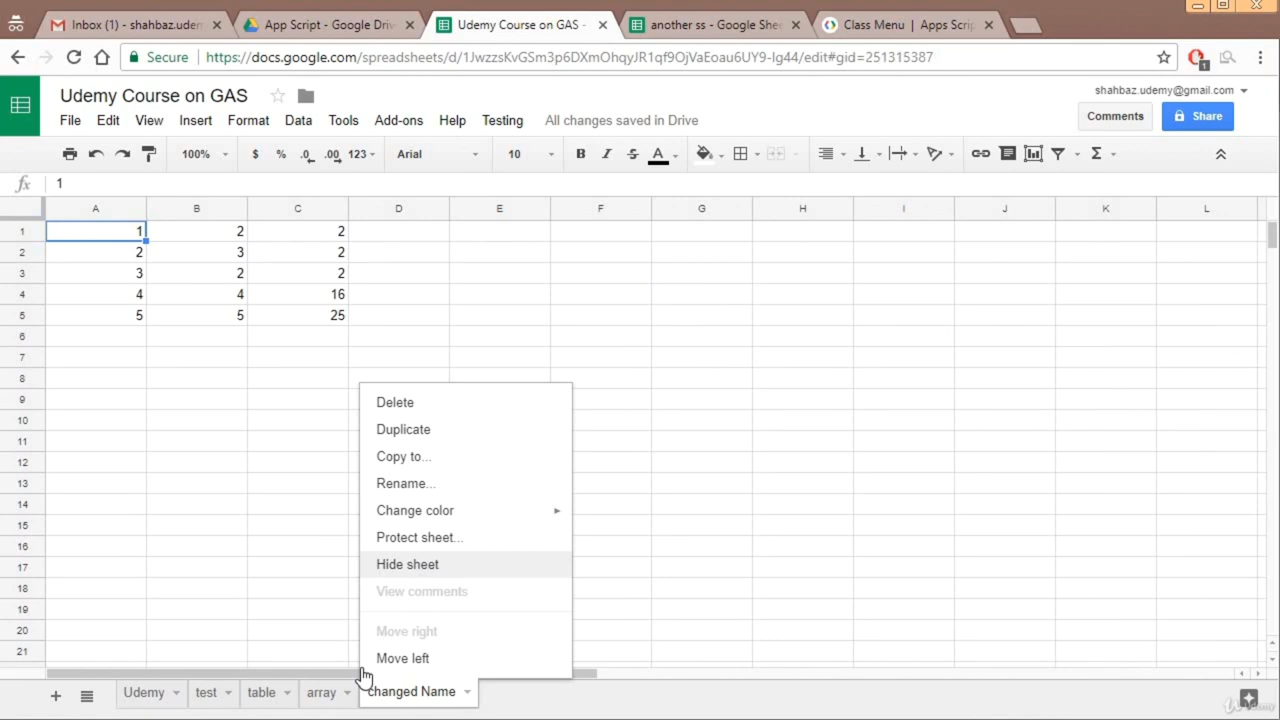 Inbox (1) - shahbaz.udem
App Script - Google Driv
Udemy Course on GAS -
another ss - Google Shee
Class Menu | Apps Scrip
Secure
https://docs.google.com/spreadsheets/d/1JwzzsKvGSm3p6DXmOhqyJR1qf9OjVaEoau6UY9-Ig44/edit#gid=251315387
1
Udemy Course on GAS
shahbaz.udemy@gmail.com
File Edit View Insert Format Data Tools Add-ons Help Testing All changes saved in Drive
Comments
Share
100% $ % .0 .00 123 Arial 10 B I S A Σ
fx 1
A B C D E F G H I J K L
1 1 2 2
2 2 3 2
3 3 2 2
4 4 4 16
5 5 5 25
6
7
8
9
10
11
12
13
14
15
16
17
18
19
20
21
Delete
Duplicate
Copy to...
Rename...
Change color
Protect sheet...
Hide sheet
View comments
Move right
Move left
+ Udemy test table array changed Name
Udemy